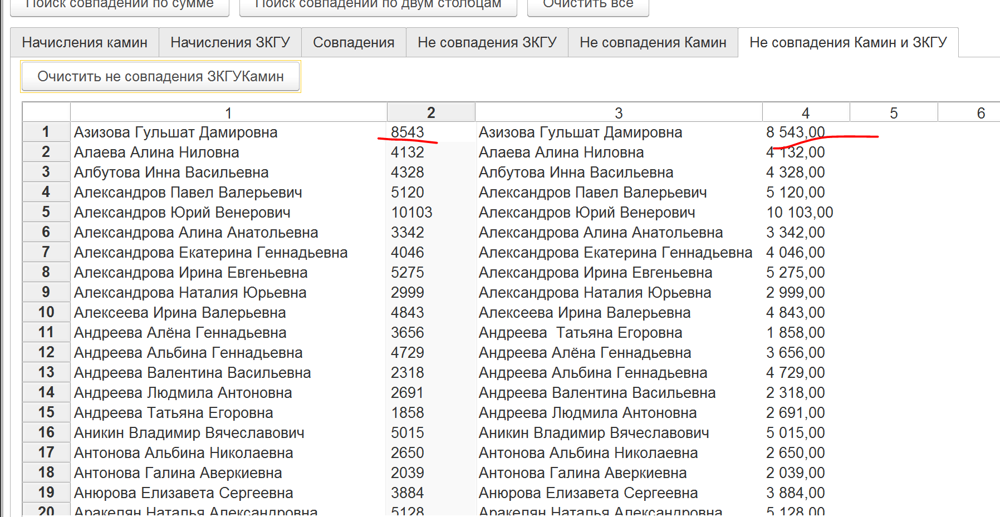 Поиск совпадений по сумме Поиск совпадений по двум столбцам Очистить все
Начисления камин Начисления ЗКГУ Совпадения Не совпадения ЗКГУ Не совпадения Камин Не совпадения Камин и ЗКГУ
Очистить не совпадения ЗКГУКамин
1 2 3 4 5 6
1 Азизова Гульшат Дамировна 8543 Азизова Гульшат Дамировна 8 543,00
2 Алаева Алина Ниловна 4132 Алаева Алина Ниловна 4 132,00
3 Албутова Инна Васильевна 4328 Албутова Инна Васильевна 4 328,00
4 Александров Павел Валерьевич 5120 Александров Павел Валерьевич 5 120,00
5 Александров Юрий Венерович 10103 Александров Юрий Венерович 10 103,00
6 Александрова Алина Анатольевна 3342 Александрова Алина Анатольевна 3 342,00
7 Александрова Екатерина Геннадьевна 4046 Александрова Екатерина Геннадьевна 4 046,00
8 Александрова Ирина Евгеньевна 5275 Александрова Ирина Евгеньевна 5 275,00
9 Александрова Наталия Юрьевна 2999 Александрова Наталия Юрьевна 2 999,00
10 Алексеева Ирина Валерьевна 4843 Алексеева Ирина Валерьевна 4 843,00
11 Андреева Алёна Геннадьевна 3656 Андреева  Татьяна Егоровна 1 858,00
12 Андреева Альбина Геннадьевна 4729 Андреева Алёна Геннадьевна 3 656,00
13 Андреева Валентина Васильевна 2318 Андреева Альбина Геннадьевна 4 729,00
14 Андреева Людмила Антоновна 2691 Андреева Валентина Васильевна 2 318,00
15 Андреева Татьяна Егоровна 1858 Андреева Людмила Антоновна 2 691,00
16 Аникин Владимир Вячеславович 5015 Аникин Владимир Вячеславович 5 015,00
17 Антонова Альбина Николаевна 2650 Антонова Альбина Николаевна 2 650,00
18 Антонова Галина Аверкиевна 2039 Антонова Галина Аверкиевна 2 039,00
19 Анюрова Елизавета Сергеевна 3884 Анюрова Елизавета Сергеевна 3 884,00
20 Аракелян Наталья Александровна 5128 Аракелян Наталья Александровна 5 128,00